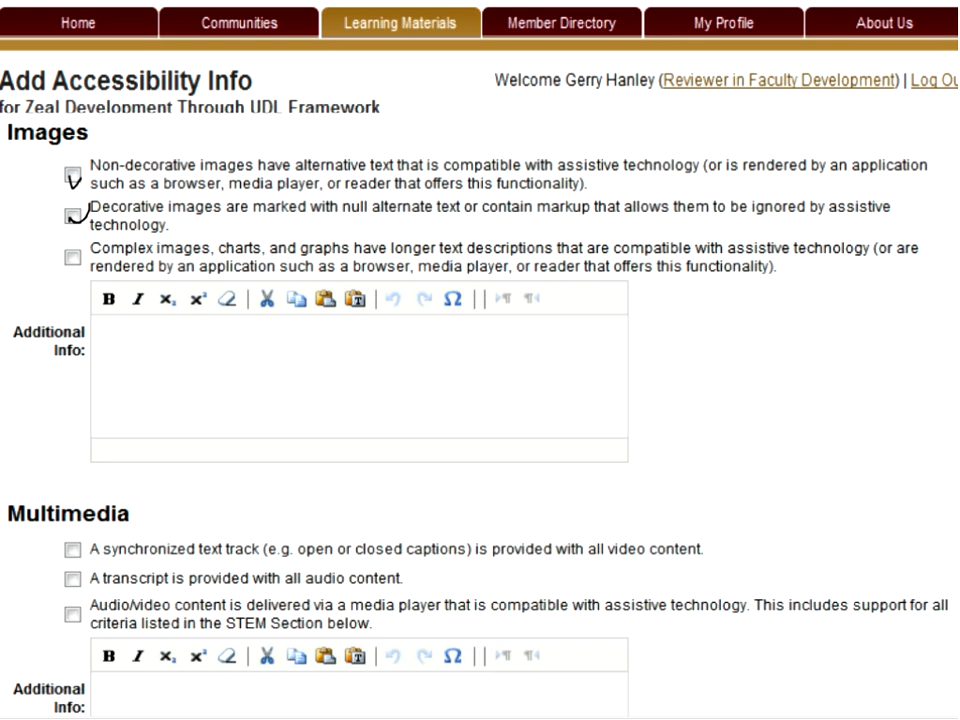 Home Communities Learning Materials Member Directory My Profile About Us
Add Accessibility Info
Welcome Gerry Hanley (Reviewer in Faculty Development) | Log Ou
for Zeal Development Through UDL Framework
Images
Non-decorative images have alternative text that is compatible with assistive technology (or is rendered by an application
such as a browser, media player, or reader that offers this functionality).
Decorative images are marked with null alternate text or contain markup that allows them to be ignored by assistive
technology.
Complex images, charts, and graphs have longer text descriptions that are compatible with assistive technology (or are
rendered by an application such as a browser, media player, or reader that offers this functionality).
B I x₂ x² Ω
Additional
Info:
Multimedia
A synchronized text track (e.g. open or closed captions) is provided with all video content.
A transcript is provided with all audio content.
Audio/video content is delivered via a media player that is compatible with assistive technology. This includes support for all
criteria listed in the STEM Section below.
B I x₂ x² Ω
Additional
Info: